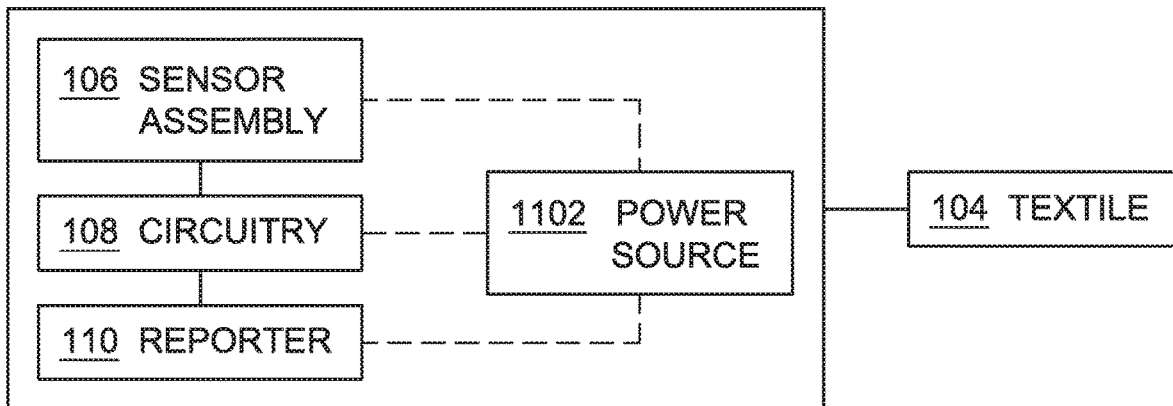 106 SENSOR
ASSEMBLY
108 CIRCUITRY
1102 POWER
SOURCE
104 TEXTILE
110 REPORTER